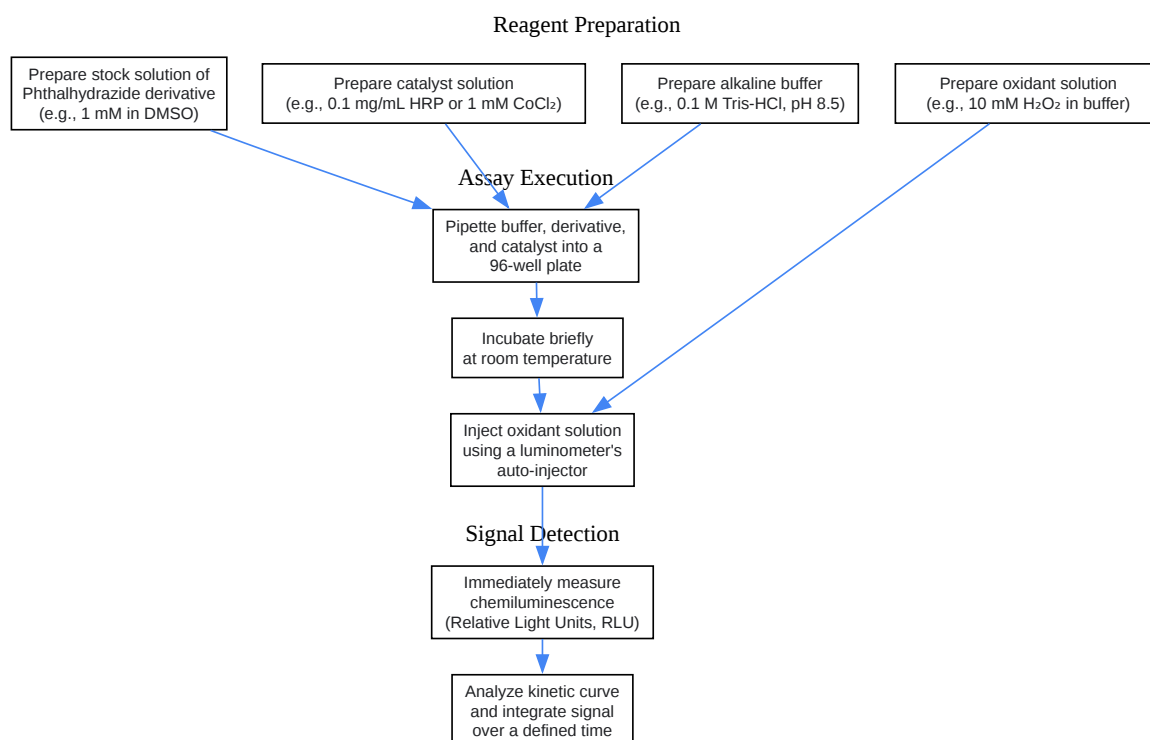 Reagent Preparation
Prepare stock solution of
Phthalhydrazide derivative
(e.g., 1 mM in DMSO)
Prepare catalyst solution
(e.g., 0.1 mg/mL HRP or 1 mM CoCl₂)
Prepare alkaline buffer
(e.g., 0.1 M Tris-HCl, pH 8.5)
Prepare oxidant solution
(e.g., 10 mM H₂O₂ in buffer)
Assay Execution
Pipette buffer, derivative,
and catalyst into a
96-well plate
Incubate briefly
at room temperature
Inject oxidant solution
using a luminometer's
auto-injector
Signal Detection
Immediately measure
chemiluminescence
(Relative Light Units, RLU)
Analyze kinetic curve
and integrate signal
over a defined time